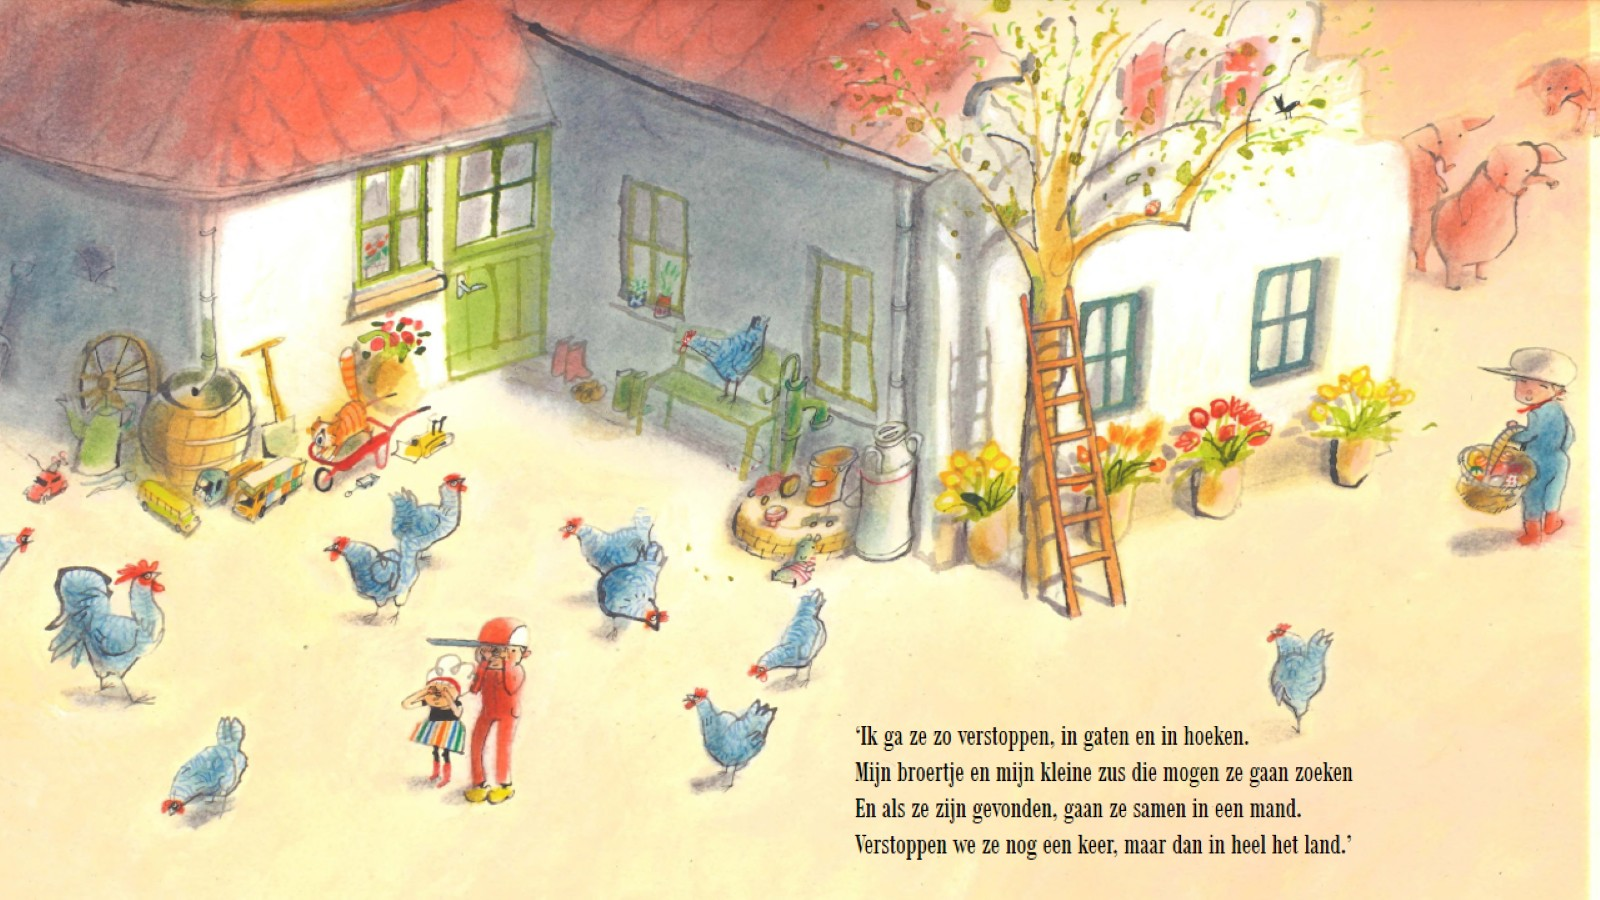 ‘Ik ga ze zo verstoppen, in gaten en in hoeken.
Mijn broertje en mijn kleine zus die mogen ze gaan zoeken
En als ze zijn gevonden, gaan ze samen in een mand.
Verstoppen we ze nog een keer, maar dan in heel het land.’